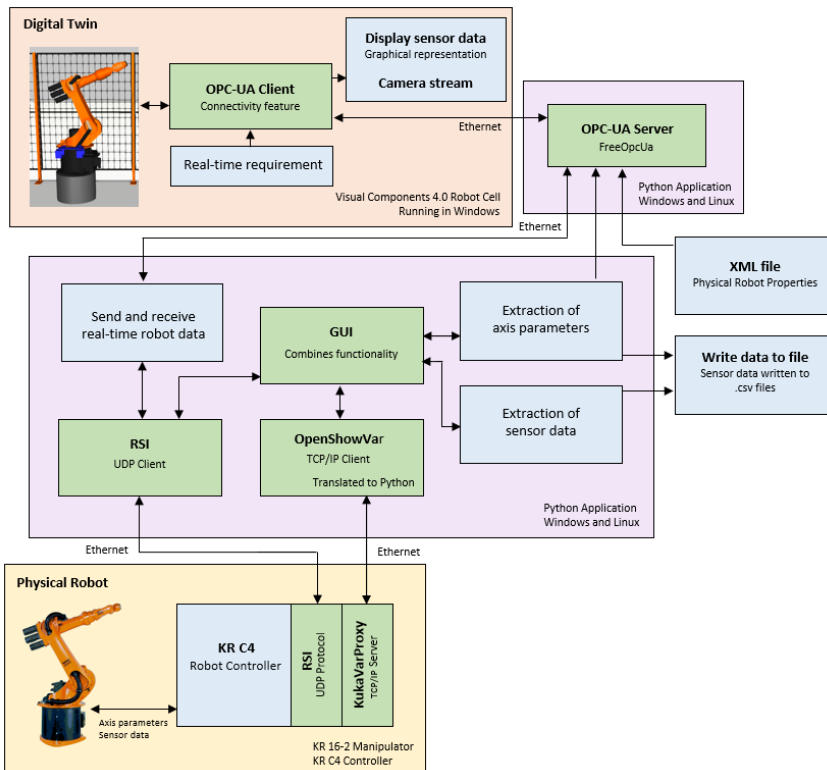 Digital Twin
OPC-UA Client
Connectivity feature
Display sensor data
Graphical representation
Camera stream
Real-time requirement
Visual Components 4.0 Robot Cell
Running in Windows
Ethernet
OPC-UA Server
FreeOpcUa
Python Application
Windows and Linux
Ethernet
XML file
Physical Robot Properties
Send and receive
real-time robot data
GUI
Combines functionality
Extraction of
axis parameters
Write data to file
Sensor data written to
.csv files
Extraction of
sensor data
RSI
UDP Client
OpenShowVar
TCP/IP Client
Translated to Python
Python Application
Windows and Linux
Ethernet
Ethernet
Physical Robot
KR C4
Robot Controller
RSI
UDP Protocol
KukaVarProxy
TCP/IP Server
Axis parameters
Sensor data
KR 16-2 Manipulator
KR C4 Controller